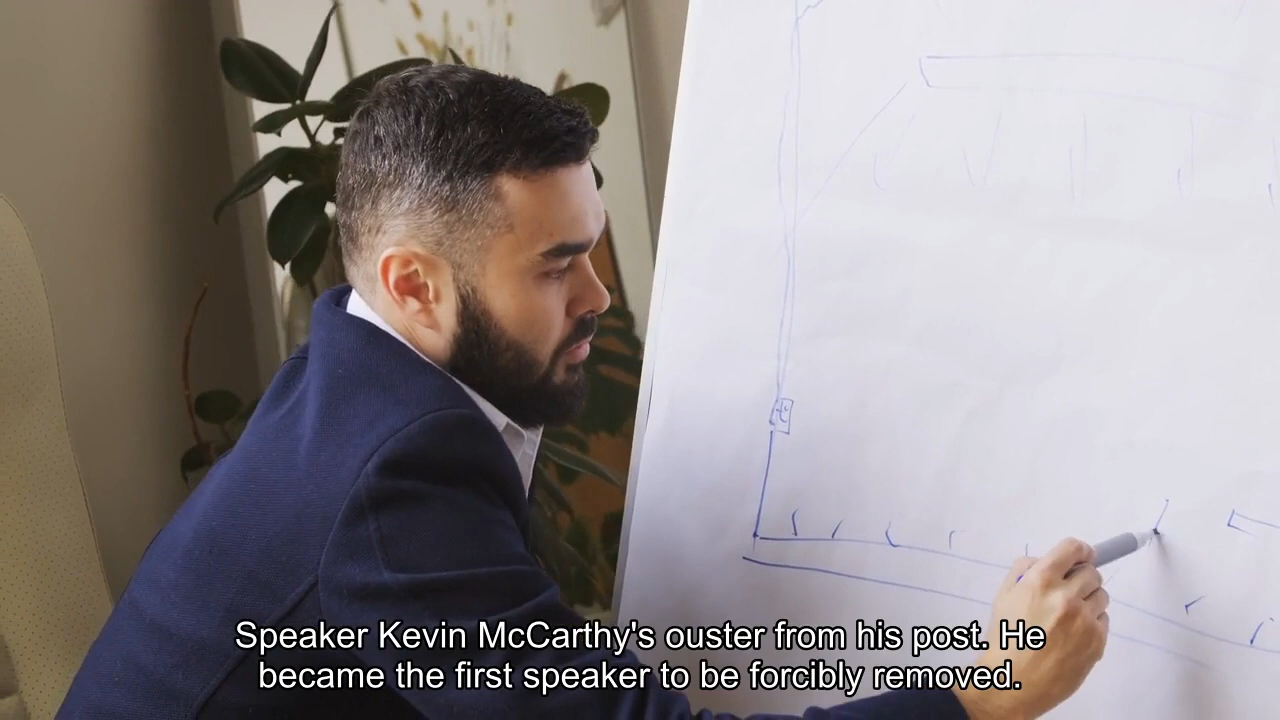 Speaker Kevin McCarthy's ouster from his post. He
became the first speaker to be forcibly removed.